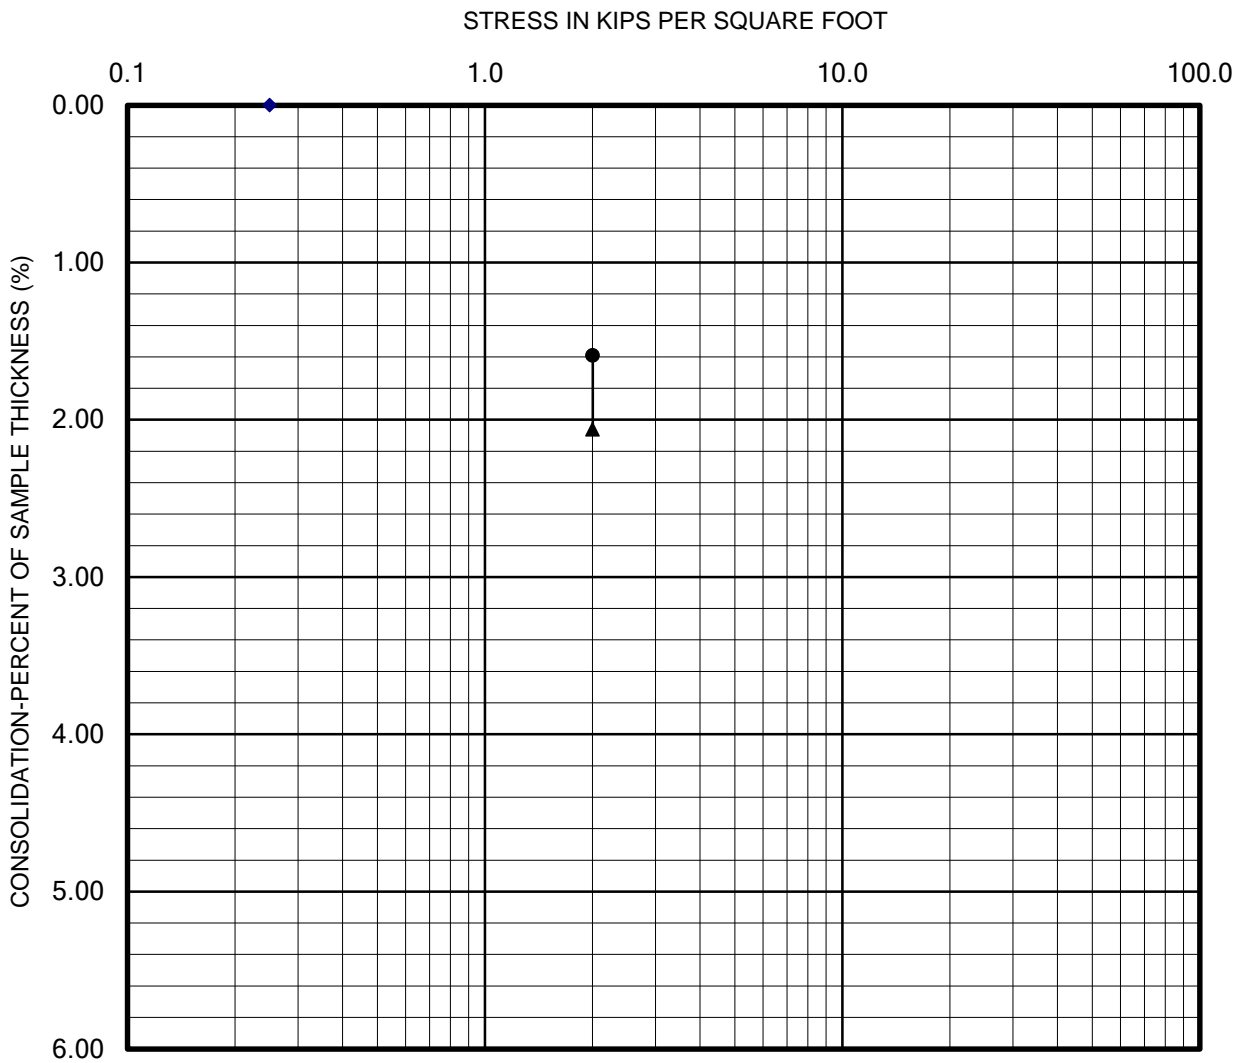 STRESS IN KIPS PER SQUARE FOOT
0.1 1.0 10.0 100.0
0.00
1.00
2.00
3.00
4.00
5.00
6.00
CONSOLIDATION-PERCENT OF SAMPLE THICKNESS (%)